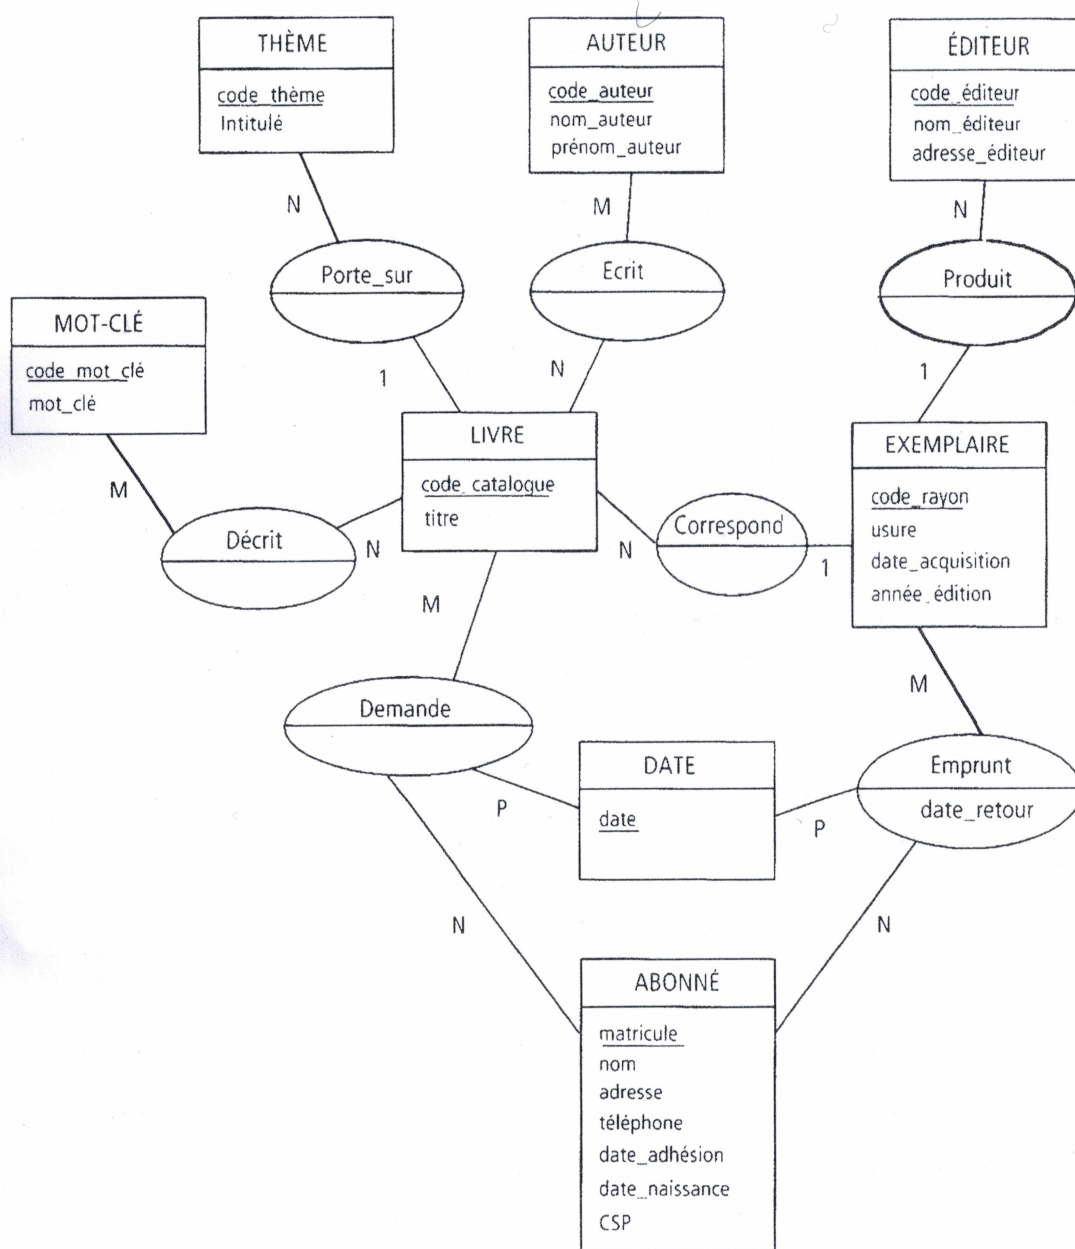 THÈME
code_thème
Intitulé
AUTEUR
code_auteur
nom_auteur
prénom_auteur
ÉDITEUR
code_éditeur
nom_éditeur
adresse_éditeur
N
M
N
Porte_sur
Ecrit
Produit
MOT-CLÉ
code_mot_clé
mot_clé
1
N
1
LIVRE
code_catalogue
titre
EXEMPLAIRE
code_rayon
usure
date_acquisition
année_édition
M
Décrit
N
N
Correspond
1
M
M
Demande
DATE
date
Emprunt
date_retour
P
P
N
N
ABONNÉ
matricule
nom
adresse
téléphone
date_adhésion
date_naissance
CSP